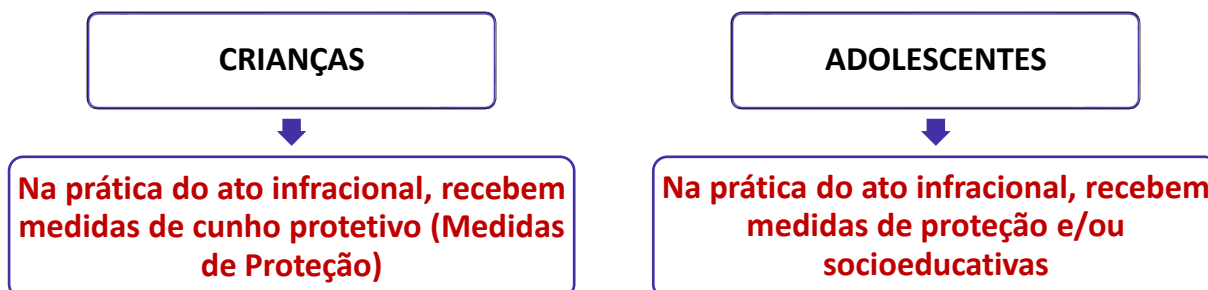 CRIANÇAS
Na prática do ato infracional, recebem
medidas de cunho protetivo (Medidas
de Proteção)
ADOLESCENTES
Na prática do ato infracional, recebem
medidas de proteção e/ou
socioeducativas